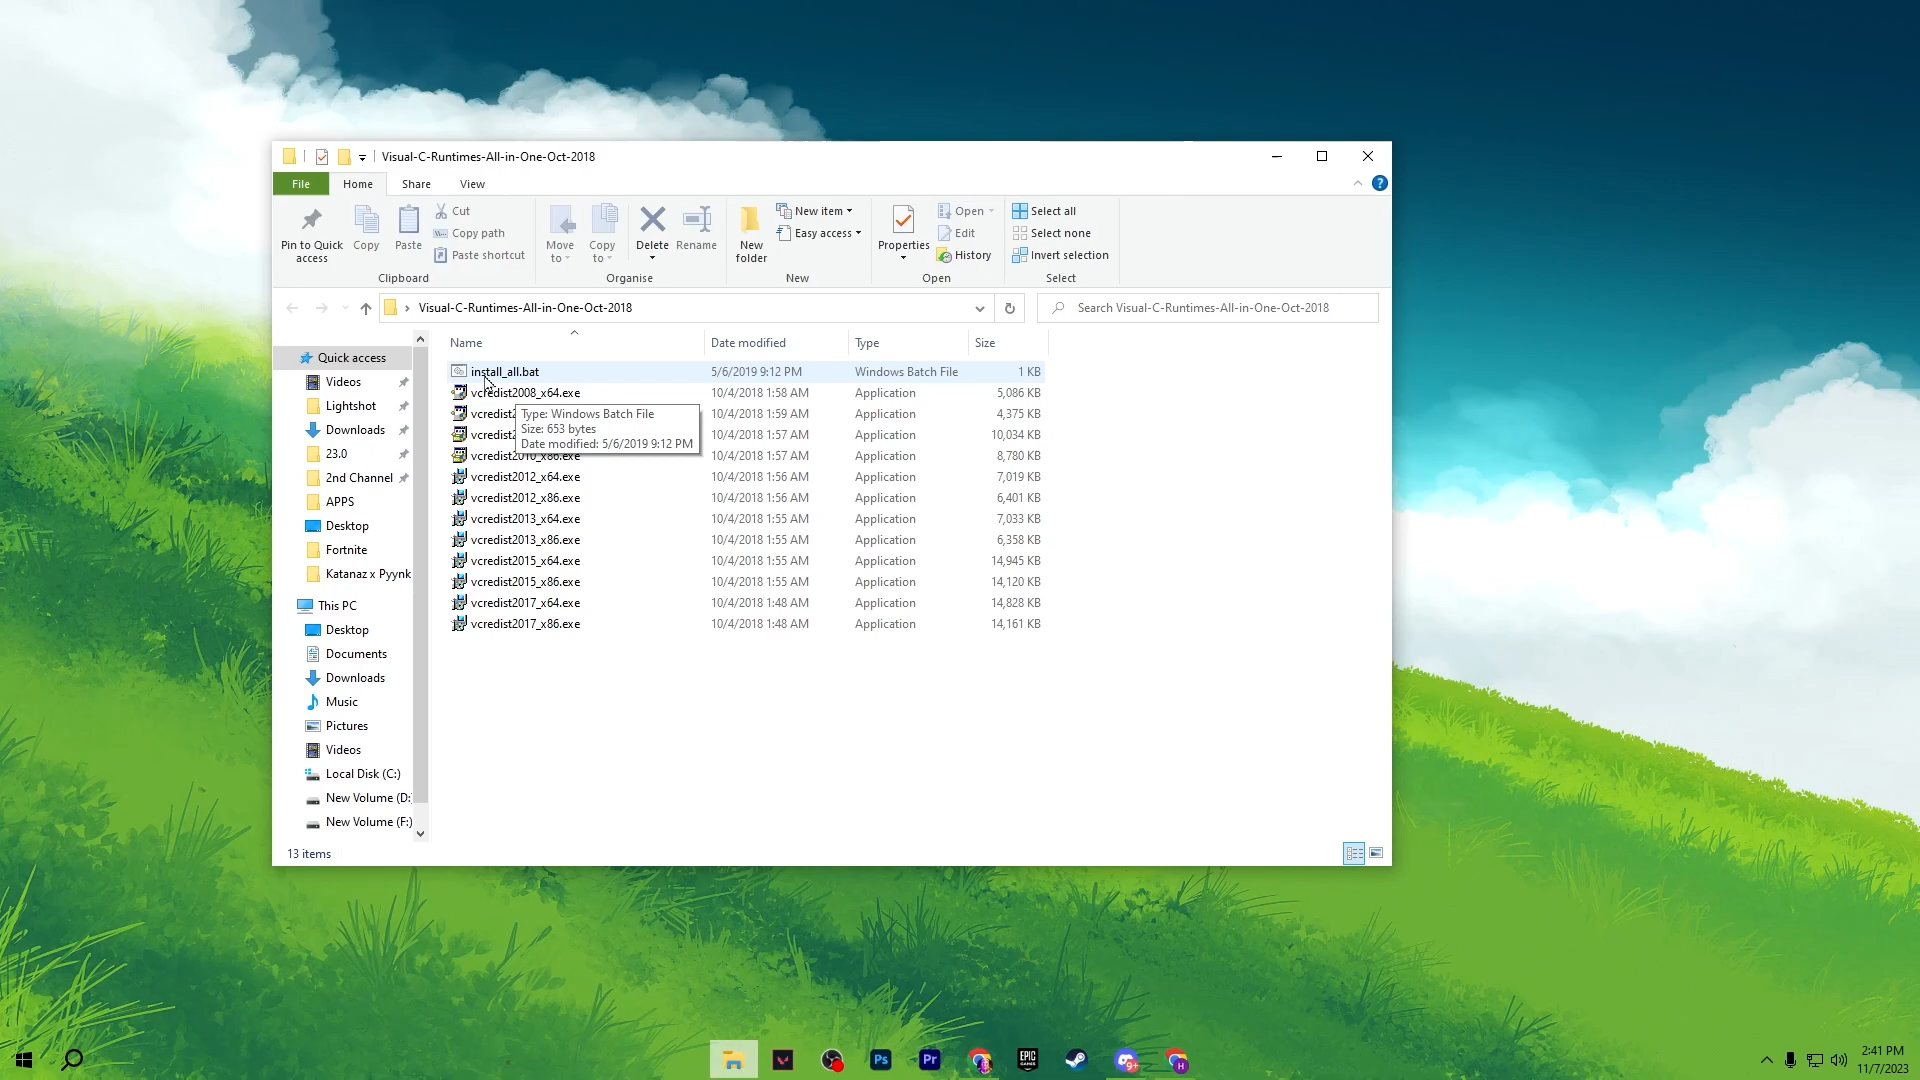 Visual-C-Runtimes-All-in-One-Oct-2018
File Home Share View
Pin to Quick access
Copy
Paste
Cut
Copy path
Paste shortcut
Clipboard
Move to
Copy to
Delete
Rename
Organise
New folder
New item
Easy access
New
Properties
Open
Edit
History
Open
Select all
Select none
Invert selection
Select
Visual-C-Runtimes-All-in-One-Oct-2018
Search Visual-C-Runtimes-All-in-One-Oct-2018
Quick access
Videos
Lightshot
Downloads
23.0
2nd Channel
APPS
Desktop
Fortnite
Katanaz x Pyynk
This PC
Desktop
Documents
Downloads
Music
Pictures
Videos
Local Disk (C:)
New Volume (D:
New Volume (F:)
Name Date modified Type Size
install_all.bat 5/6/2019 9:12 PM Windows Batch File 1 KB
vcredist2008_x64.exe 10/4/2018 1:58 AM Application 5,086 KB
vcredist2 10/4/2018 1:59 AM Application 4,375 KB
vcredist2 10/4/2018 1:57 AM Application 10,034 KB
vcredist2010_x86.exe 10/4/2018 1:57 AM Application 8,780 KB
vcredist2012_x64.exe 10/4/2018 1:56 AM Application 7,019 KB
vcredist2012_x86.exe 10/4/2018 1:56 AM Application 6,401 KB
vcredist2013_x64.exe 10/4/2018 1:55 AM Application 7,033 KB
vcredist2013_x86.exe 10/4/2018 1:55 AM Application 6,358 KB
vcredist2015_x64.exe 10/4/2018 1:55 AM Application 14,945 KB
vcredist2015_x86.exe 10/4/2018 1:55 AM Application 14,120 KB
vcredist2017_x64.exe 10/4/2018 1:48 AM Application 14,828 KB
vcredist2017_x86.exe 10/4/2018 1:48 AM Application 14,161 KB
Type: Windows Batch File
Size: 653 bytes
Date modified: 5/6/2019 9:12 PM
13 items
Ps
Pr
EPIC GAMES
9+
H
2:41 PM
11/7/2023